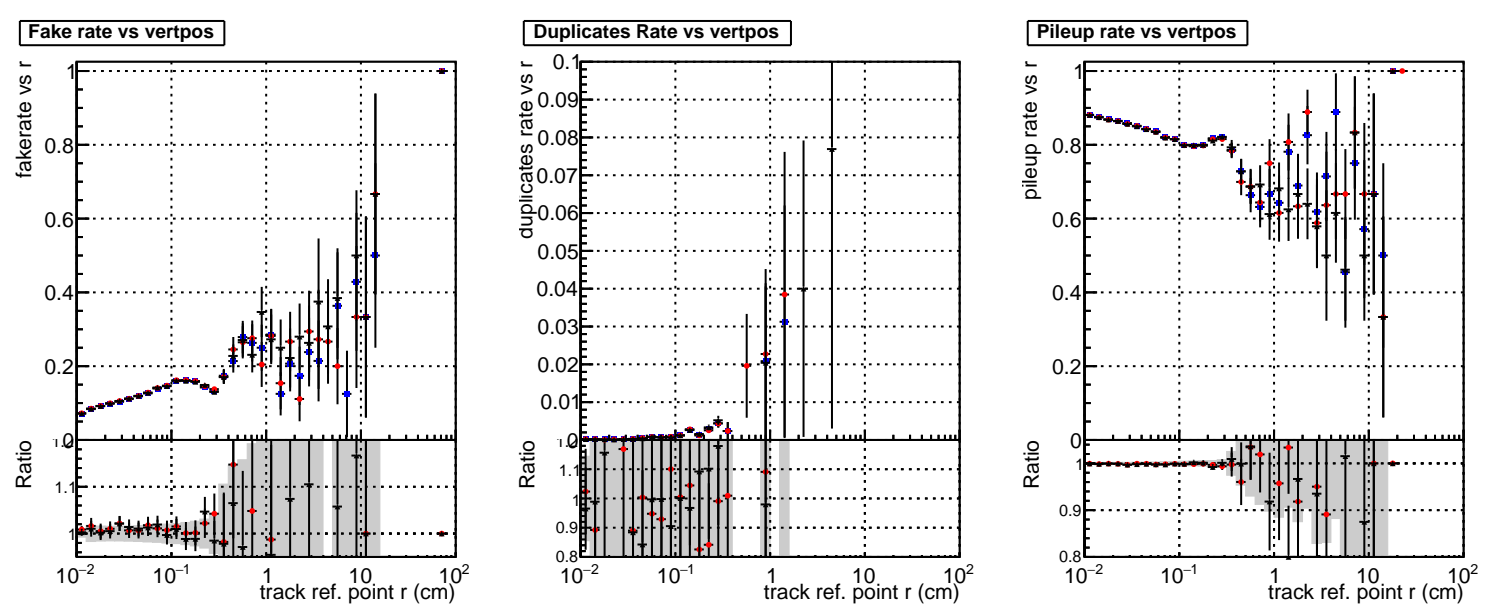 Fake rate vs vertpos
fakerate vs r
1
0.8
0.6
0.4
0.2
0
Ratio
1.1
1
10⁻² 10⁻¹ 1 10 10²
track ref. point r (cm)
Duplicates Rate vs vertpos
duplicates rate vs r
0.1
0.09
0.08
0.07
0.06
0.05
0.04
0.03
0.02
0.01
0
Ratio
1.1
1
0.9
0.8
10⁻² 10⁻¹ 1 10 10²
track ref. point r (cm)
Pileup rate vs vertpos
pileup rate vs r
1
0.8
0.6
0.4
0.2
0
Ratio
1
0.9
0.8
10⁻² 10⁻¹ 1 10 10²
track ref. point r (cm)